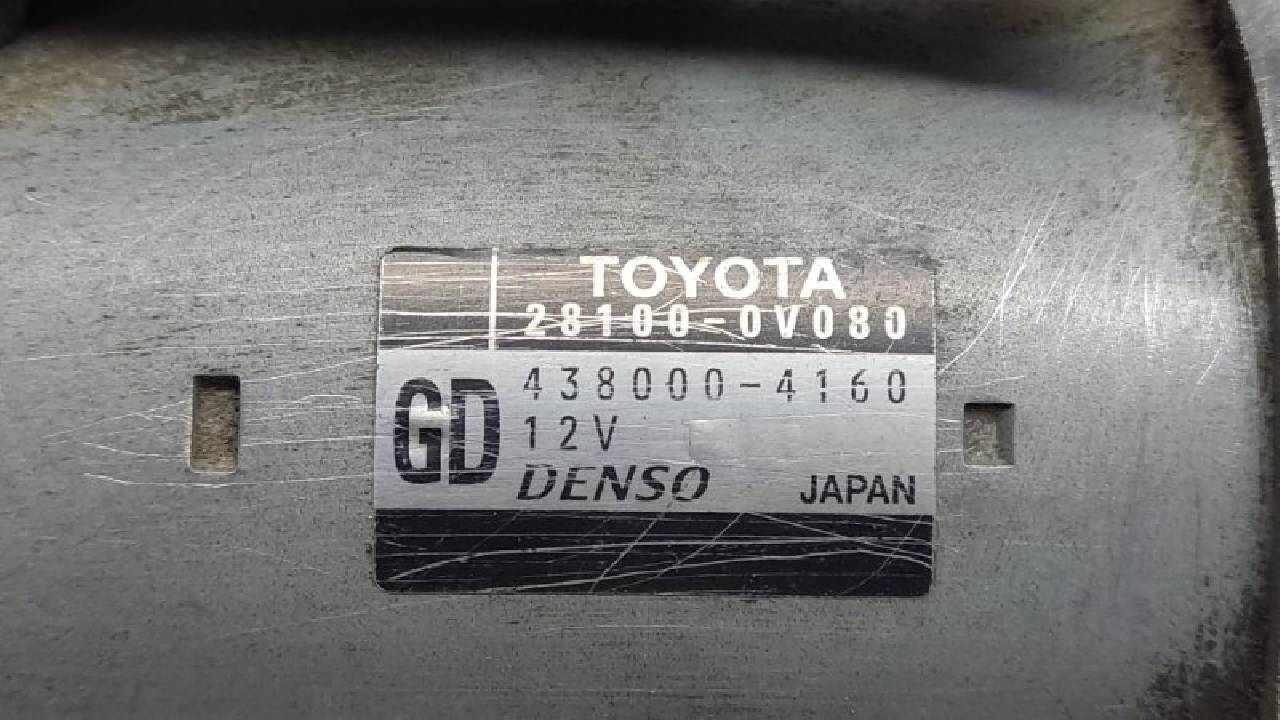 TOYOTA
28100-0V080
GD
438000-4160
12V
DENSO JAPAN